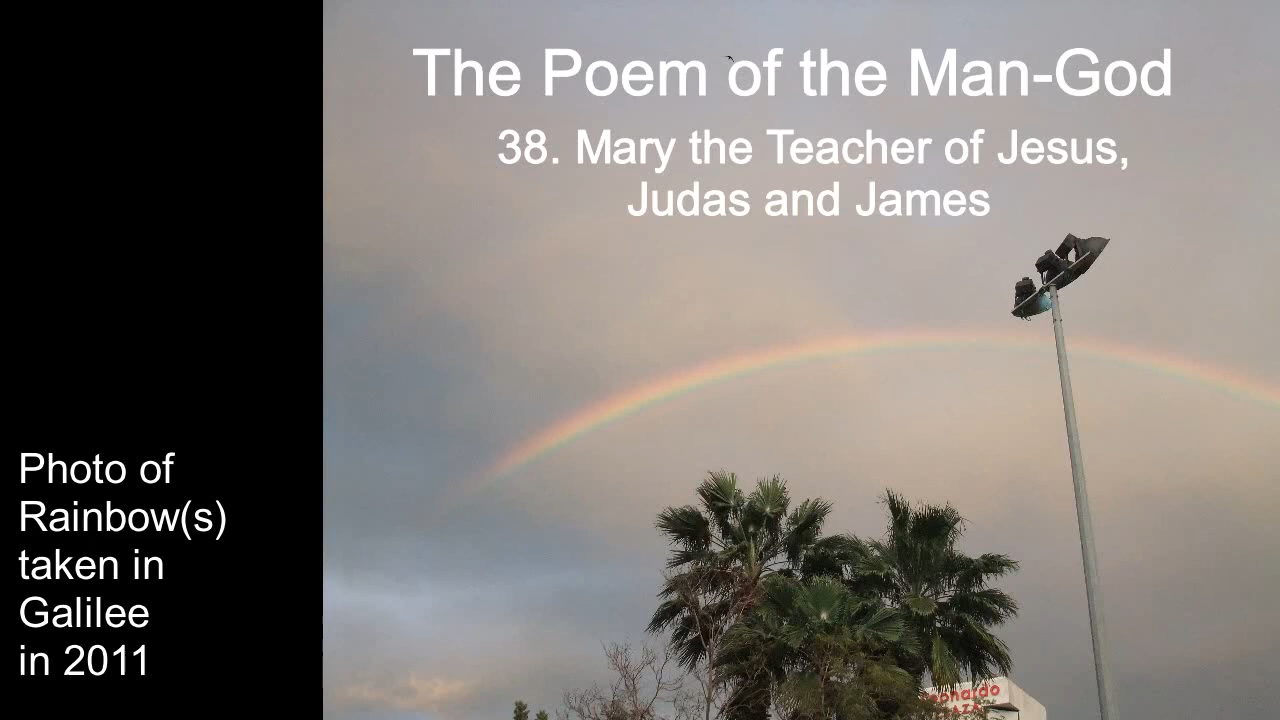 The Poem of the Man-God
38. Mary the Teacher of Jesus,
Judas and James
Photo of
Rainbow(s)
taken in
Galilee
in 2011